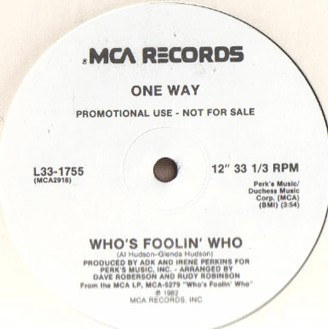 MCA RECORDS
ONE WAY
PROMOTIONAL USE - NOT FOR SALE
L33-1755
(MCA2918)
12" 33 1/3 RPM
Perk's Music/
Duchess Music
Corp. (MCA)
(BMI) (3:54)
WHO'S FOOLIN' WHO
(Al Hudson-Glenda Hudson)
PRODUCED BY ADK AND IRENE PERKINS FOR
PERK'S MUSIC, INC. - ARRANGED BY
DAVE ROBERSON AND RUDY ROBINSON
From the MCA LP, MCA-5279 "Who's Foolin' Who"
℗ 1982
MCA RECORDS, INC.